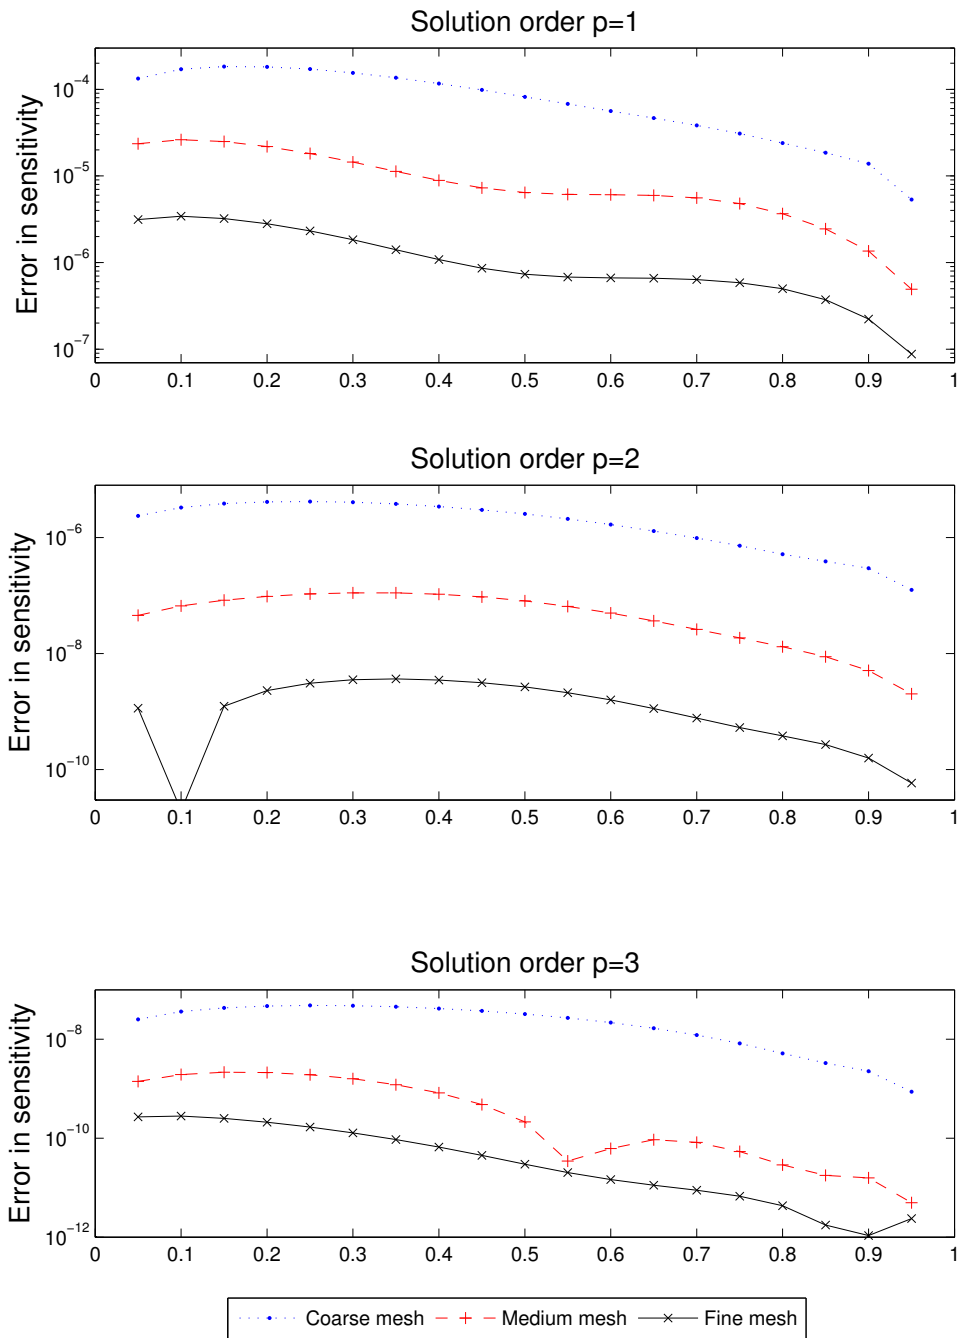 Solution order p=1
Error in sensitivity
10^-4
10^-5
10^-6
10^-7
0 0.1 0.2 0.3 0.4 0.5 0.6 0.7 0.8 0.9 1
Solution order p=2
Error in sensitivity
10^-6
10^-8
10^-10
0 0.1 0.2 0.3 0.4 0.5 0.6 0.7 0.8 0.9 1
Solution order p=3
Error in sensitivity
10^-8
10^-10
10^-12
0 0.1 0.2 0.3 0.4 0.5 0.6 0.7 0.8 0.9 1
Coarse mesh Medium mesh Fine mesh